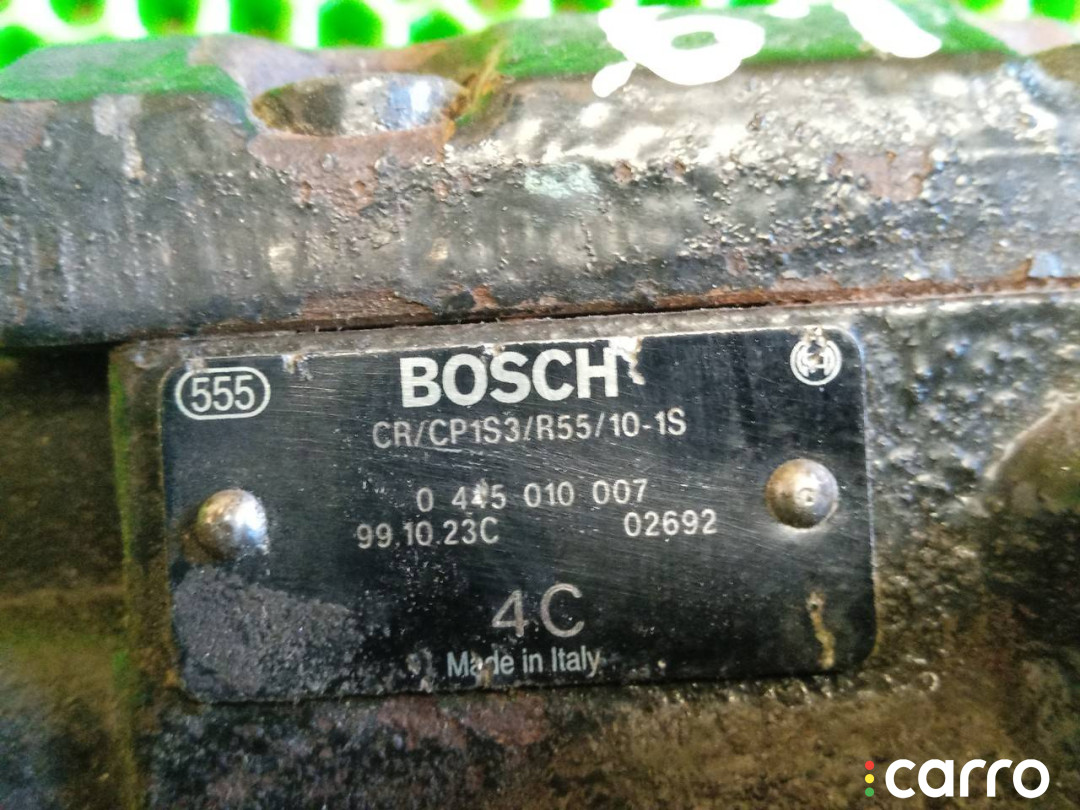 555
BOSCH
CR/CP1S3/R55/10-1S
0 445 010 007
99.10.23C 02692
4C
Made in Italy
carro